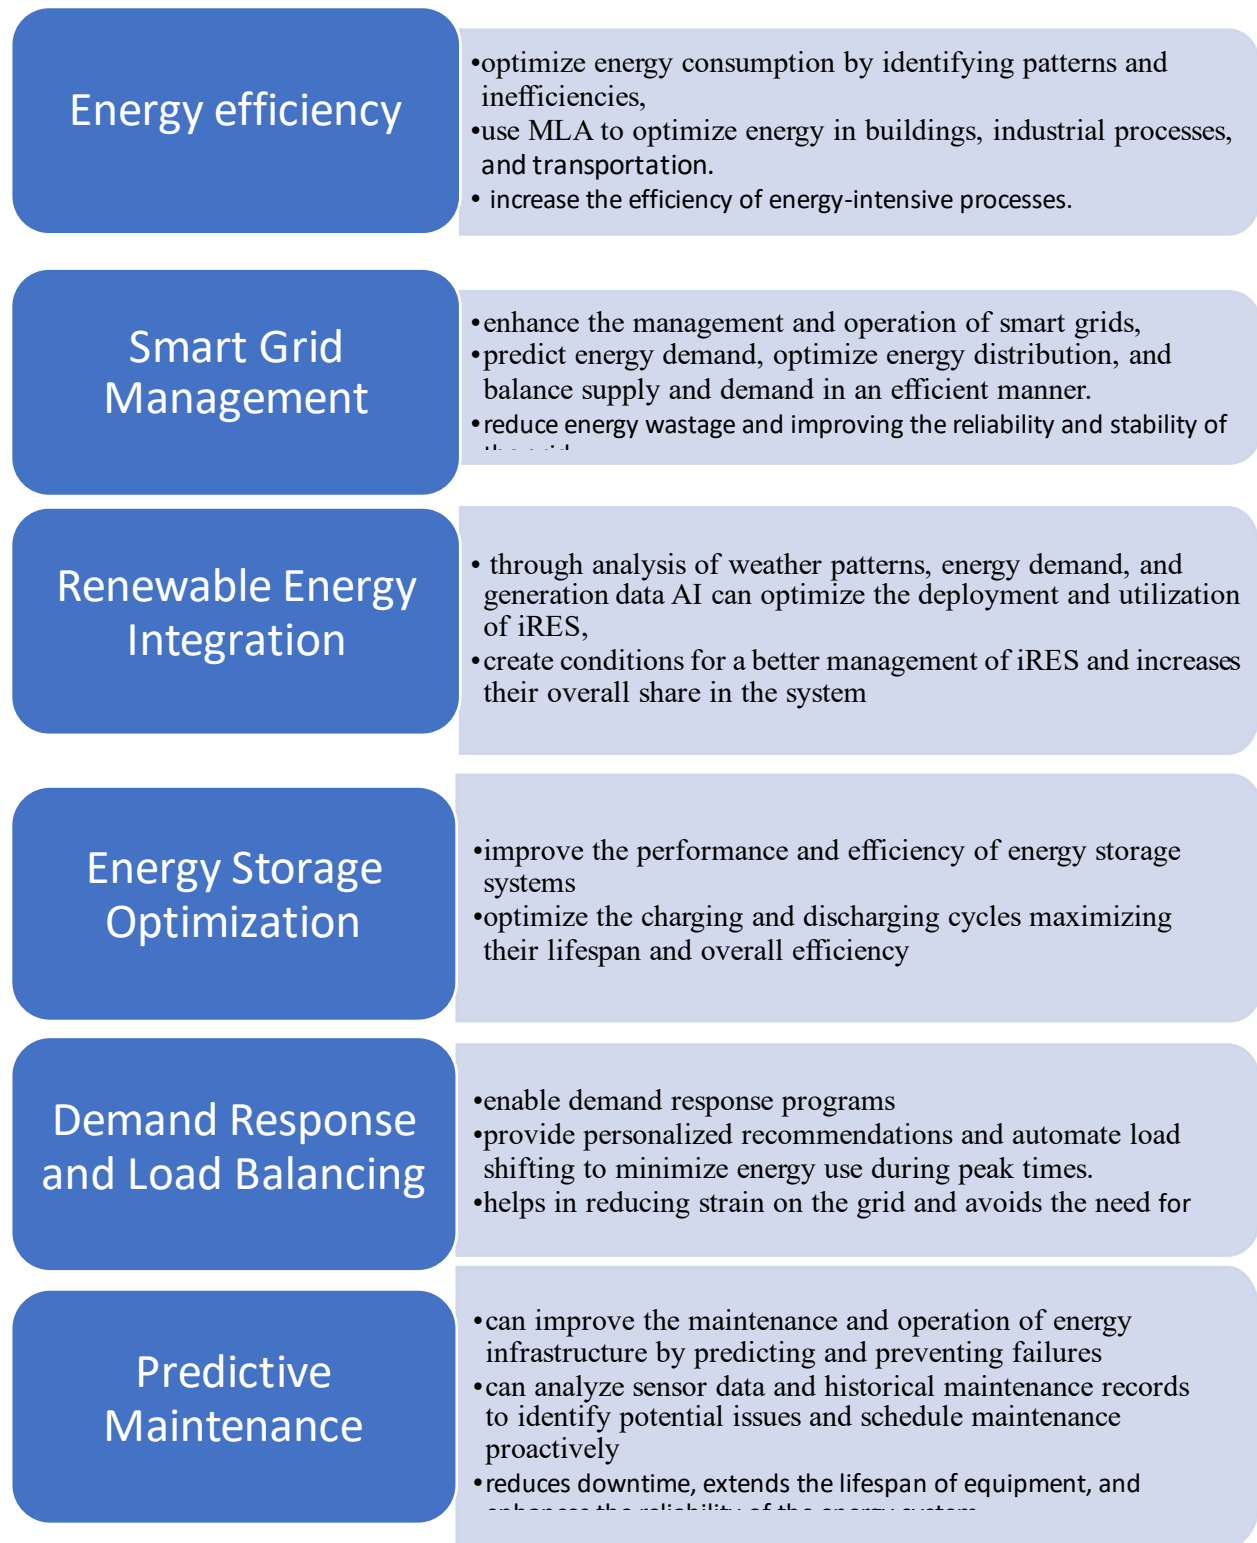 Energy efficiency
•optimize energy consumption by identifying patterns and
inefficiencies,
•use MLA to optimize energy in buildings, industrial processes,
and transportation.
• increase the efficiency of energy-intensive processes.
Smart Grid
Management
•enhance the management and operation of smart grids,
•predict energy demand, optimize energy distribution, and
balance supply and demand in an efficient manner.
•reduce energy wastage and improving the reliability and stability of
Renewable Energy
Integration
• through analysis of weather patterns, energy demand, and
generation data AI can optimize the deployment and utilization
of iRES,
•create conditions for a better management of iRES and increases
their overall share in the system
Energy Storage
Optimization
•improve the performance and efficiency of energy storage
systems
•optimize the charging and discharging cycles maximizing
their lifespan and overall efficiency
Demand Response
and Load Balancing
•enable demand response programs
•provide personalized recommendations and automate load
shifting to minimize energy use during peak times.
•helps in reducing strain on the grid and avoids the need for
Predictive
Maintenance
•can improve the maintenance and operation of energy
infrastructure by predicting and preventing failures
•can analyze sensor data and historical maintenance records
to identify potential issues and schedule maintenance
proactively
•reduces downtime, extends the lifespan of equipment, and
enhances the reliability of the energy system